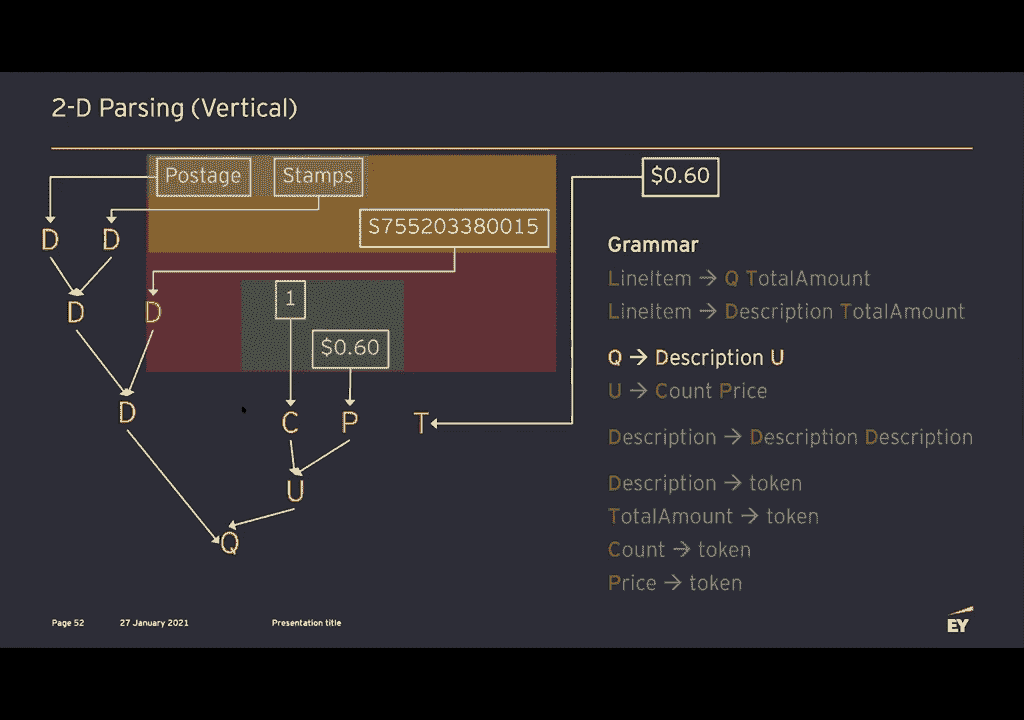 2-D Parsing (Vertical)
Postage Stamps $0.60
S755203380015
D D
Grammar
LineItem → Q TotalAmount
D D 1 LineItem → Description TotalAmount
$0.60
Q → Description U
U → Count Price
D C P T
Description → Description Description
U Description → token
TotalAmount → token
Q Count → token
Price → token
Page 52 27 January 2021 Presentation title
EY